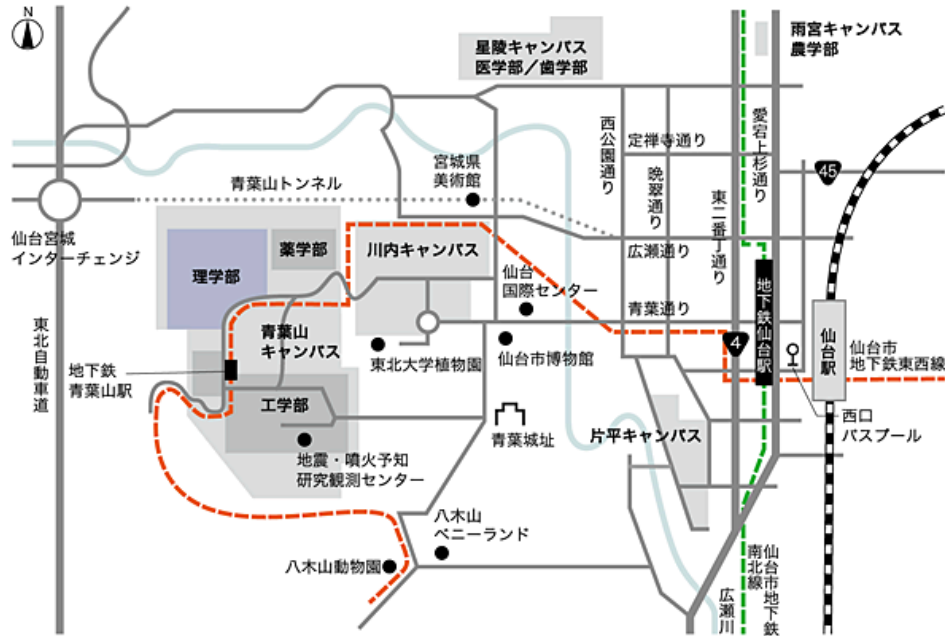 N
星陵キャンパス
医学部／歯学部
雨宮キャンパス
農学部
西公園通り
定禅寺通り
愛宕上杉通り
45
宮城県
美術館
晩翠通り
東二番丁通り
青葉山トンネル
仙台宮城
インターチェンジ
薬学部
川内キャンパス
理学部
広瀬通り
仙台
国際センター
地下鉄仙台駅
青葉通り
東北自動車道
青葉山
キャンパス
東北大学植物園
仙台市博物館
4
仙台駅
仙台市
地下鉄東西線
地下鉄
青葉山駅
工学部
青葉城址
片平キャンパス
西口
バスプール
地震・噴火予知
研究観測センター
八木山
ベニーランド
八木山動物園
広瀬川
仙台市地下鉄
南北線